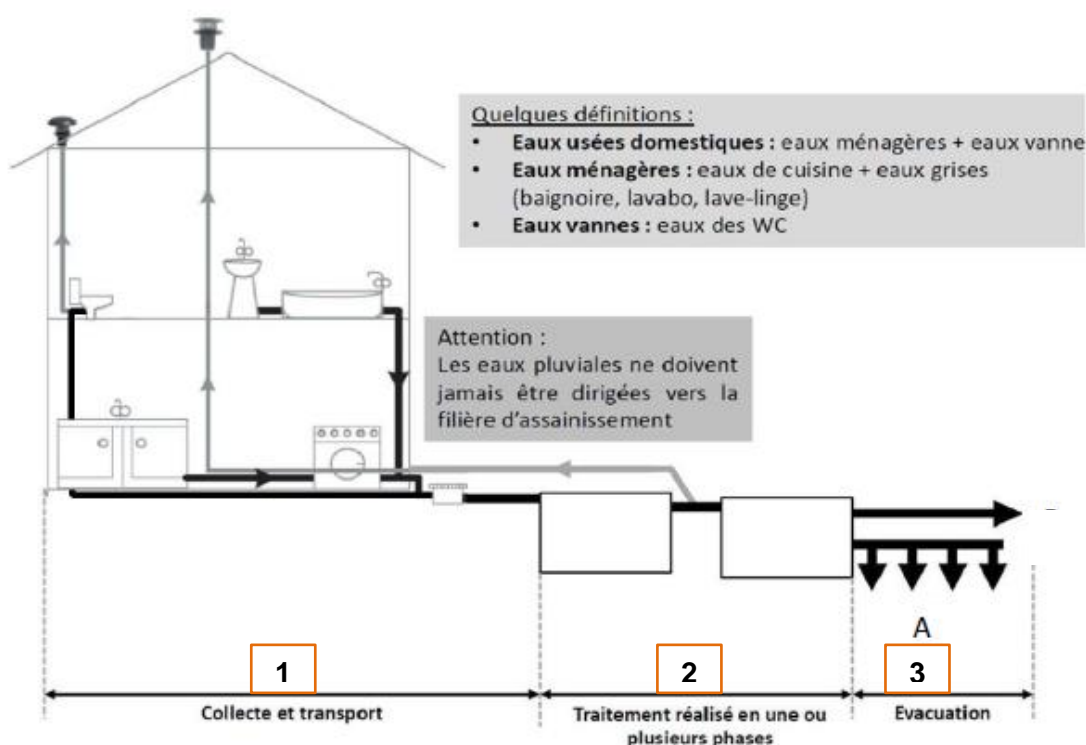 Quelques définitions :
• Eaux usées domestiques : eaux ménagères + eaux vanne
• Eaux ménagères : eaux de cuisine + eaux grises
(baignoire, lavabo, lave-linge)
• Eaux vannes : eaux des WC
Attention :
Les eaux pluviales ne doivent
jamais être dirigées vers la
filière d'assainissement
A
1
2
3
Collecte et transport
Traitement réalisé en une ou
plusieurs phases
Evacuation